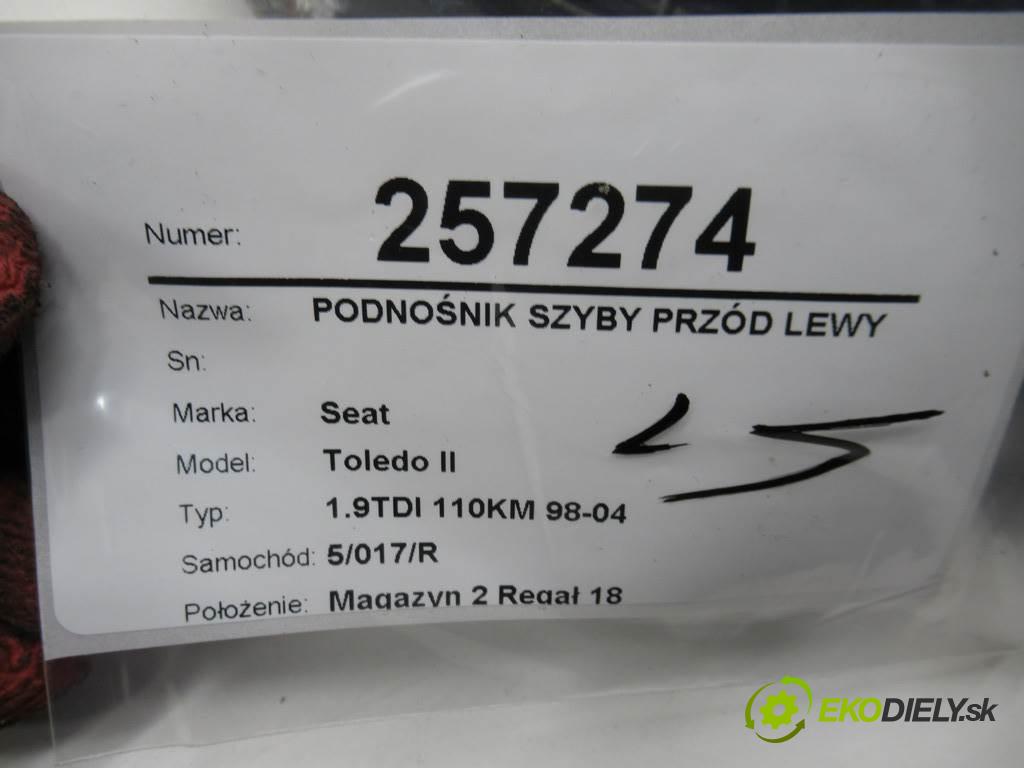 Numer: 257274
Nazwa: PODNOŚNIK SZYBY PRZÓD LEWY
Sn:
Marka: Seat
Model: Toledo II
Typ: 1.9TDI 110KM 98-04
Samochód: 5/017/R
Położenie: Magazyn 2 Regał 18
EKODIELY.sk